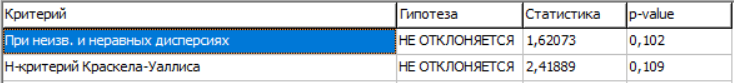 Критерий Гипотеза Статистика p-value
При неизв. и неравных дисперсиях НЕ ОТКЛОНЯЕТСЯ 1,62073 0,102
Н-критерий Краскела-Уаллиса НЕ ОТКЛОНЯЕТСЯ 2,41889 0,109